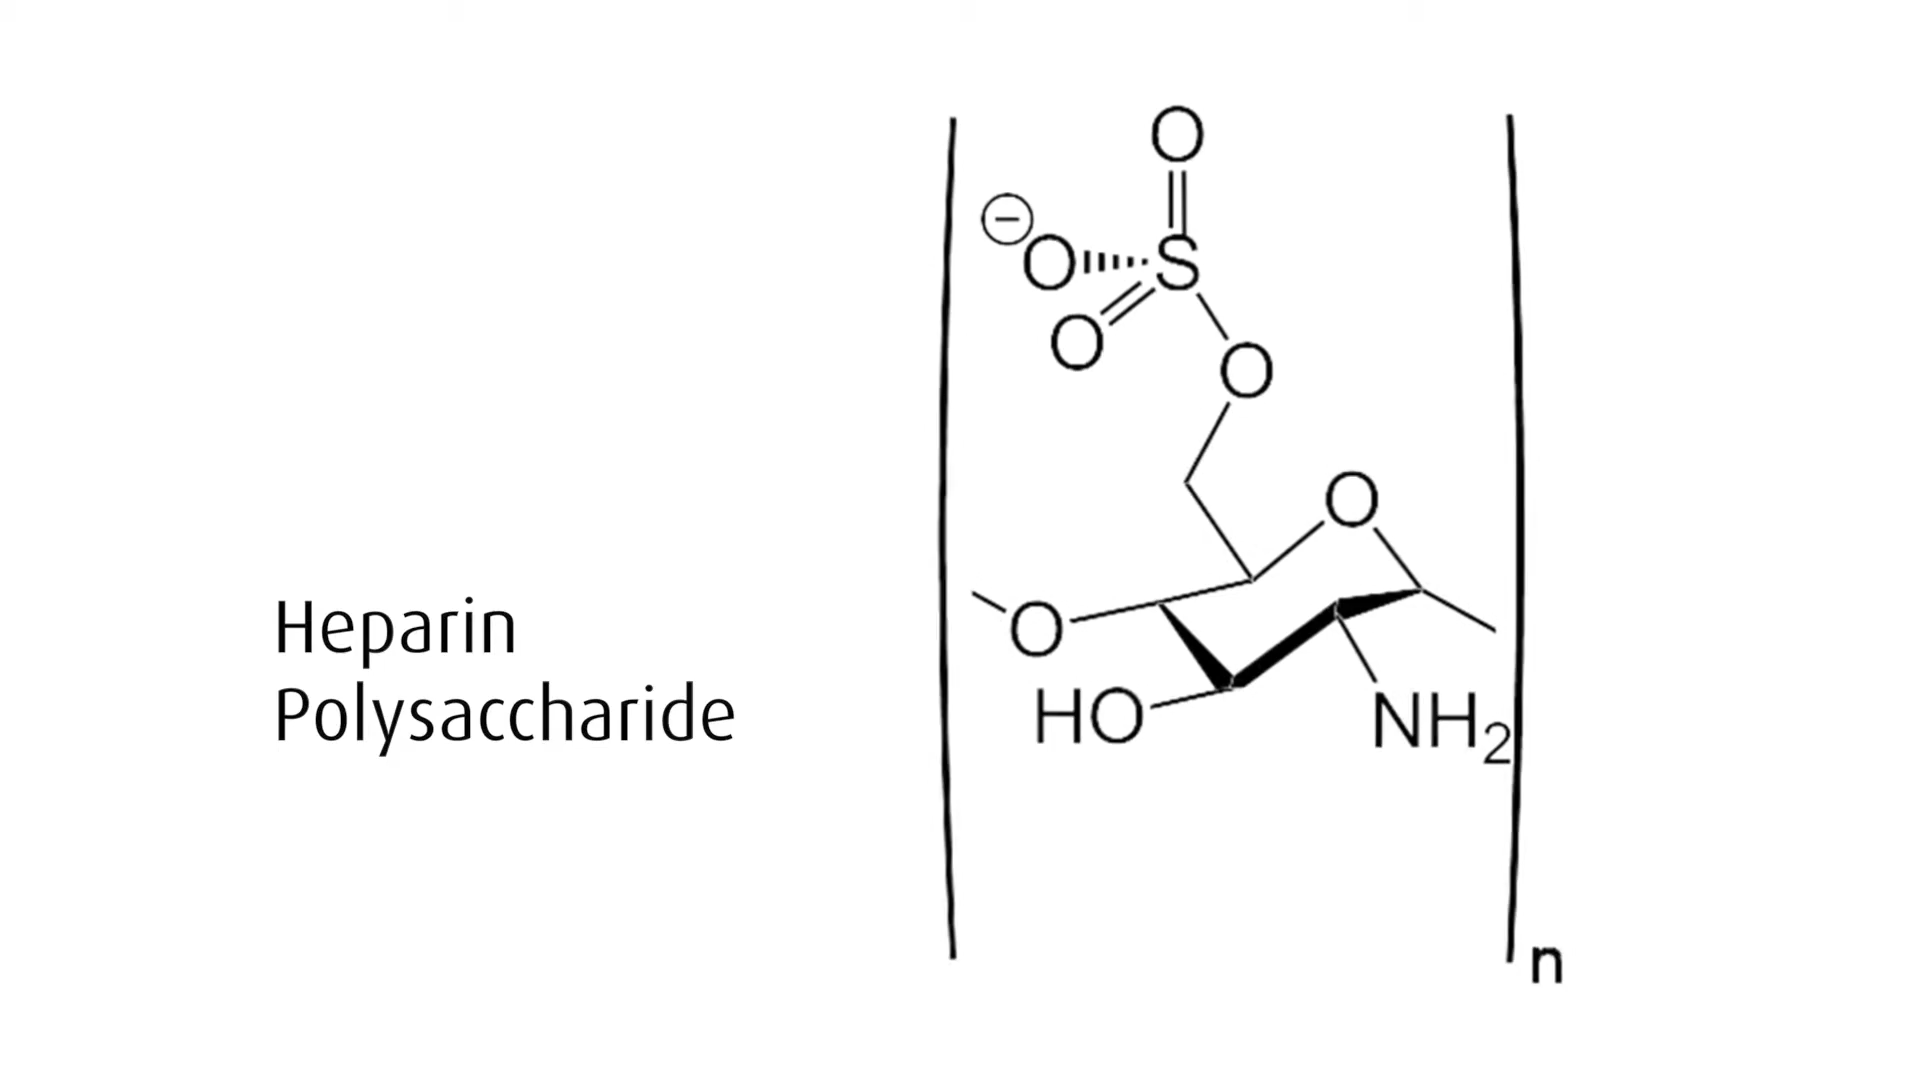 Heparin
Polysaccharide
O
⊖
O
S
O
O
O
O
HO
NH₂
n